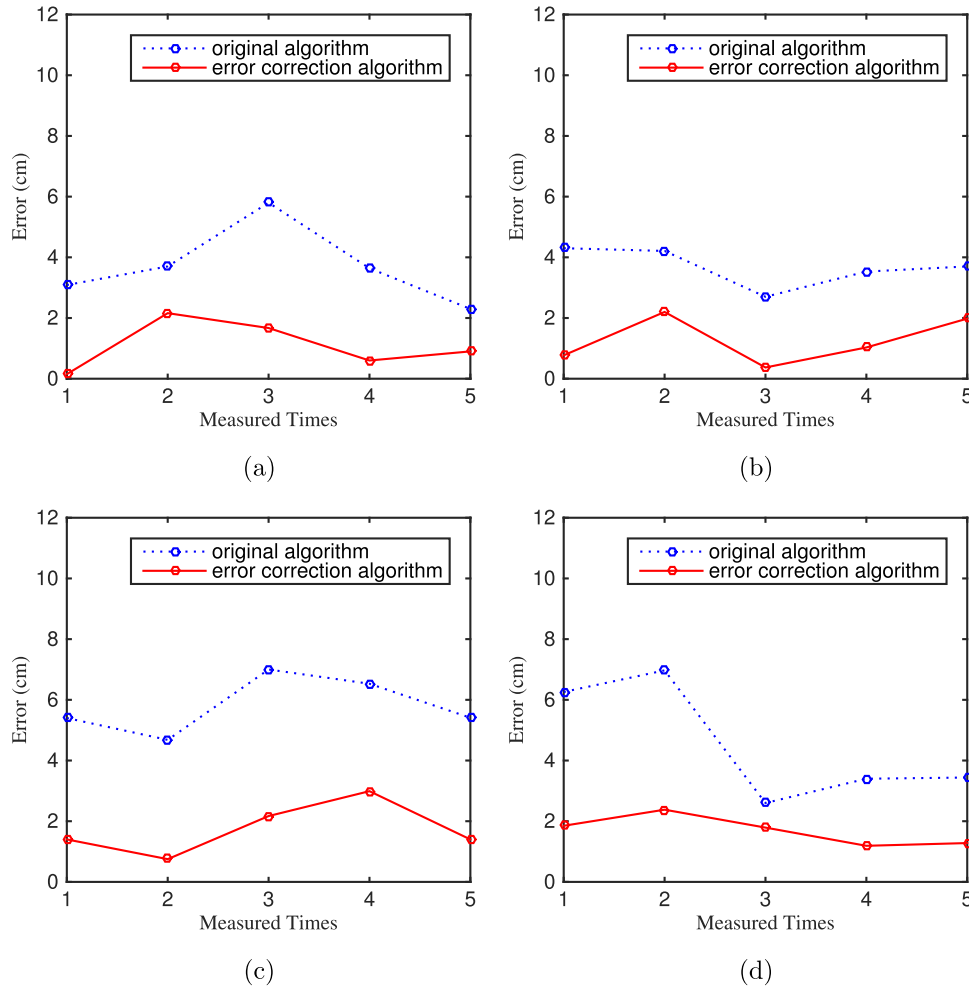 12
10
8
6
4
2
0
Error (cm)
original algorithm
error correction algorithm
1 2 3 4 5
Measured Times
(a)
12
10
8
6
4
2
0
Error (cm)
original algorithm
error correction algorithm
1 2 3 4 5
Measured Times
(b)
12
10
8
6
4
2
0
Error (cm)
original algorithm
error correction algorithm
1 2 3 4 5
Measured Times
(c)
12
10
8
6
4
2
0
Error (cm)
original algorithm
error correction algorithm
1 2 3 4 5
Measured Times
(d)